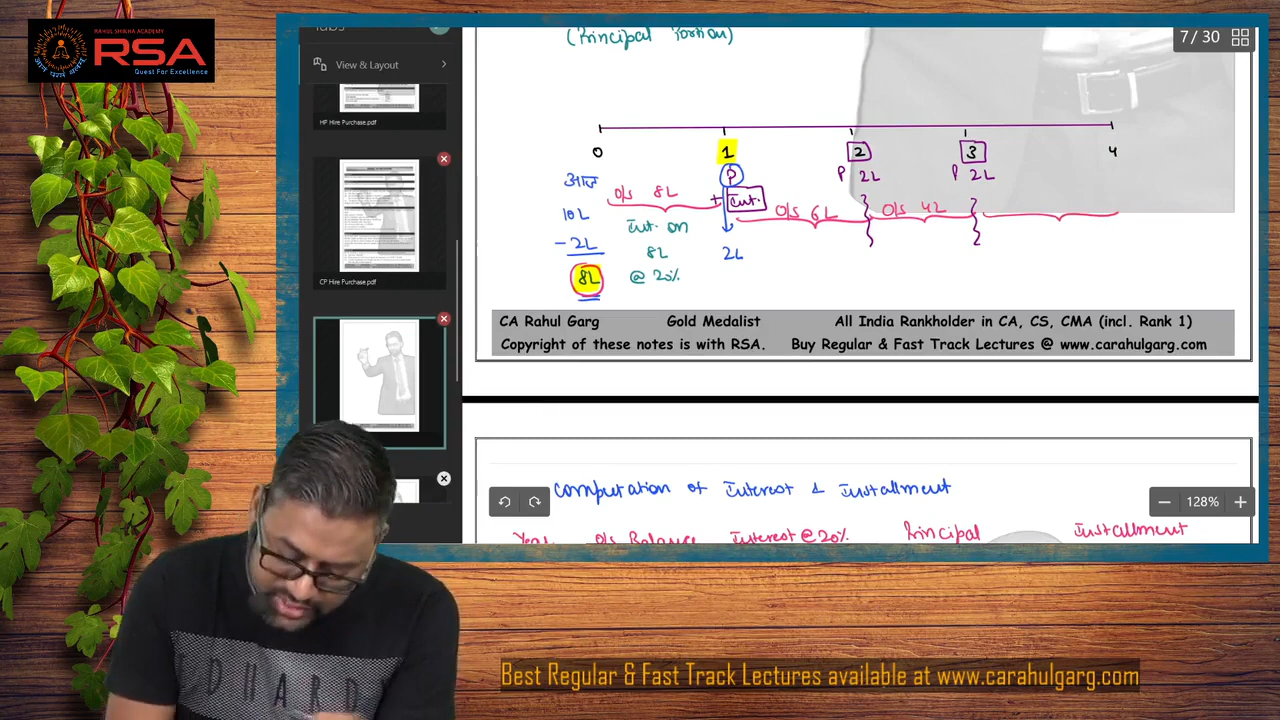 RAHUL SHIKHA ACADEMY
RSA
Quest For Excellence
View & Layout
HP Hire Purchase.pdf
CP Hire Purchase.pdf
(Principal Portion)
7 / 30
0 1 2 3 4
आज
P
P 2L
P 2L
O/s 8L
+ Int.
O/s 6L
O/s 4L
10L
Int. on
- 2L
8L
2L
8L
@ 20%
CA Rahul Garg Gold Medalist All India Rankholder in CA, CS, CMA (incl. Rank 1)
Copyright of these notes is with RSA. Buy Regular & Fast Track Lectures @ www.carahulgarg.com
Computation of Interest & Installment
128%
Year O/s Balance Interest @ 20% Principal Installment
Best Regular & Fast Track Lectures available at www.carahulgarg.com